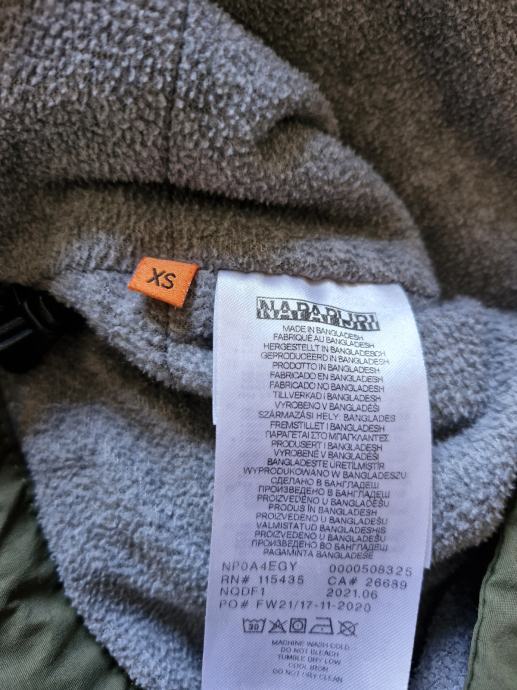 XS
NAPAPIJRI
MADE IN BANGLADESH
FABRIQUÉ AU BANGLADESH
HERGESTELLT IN BANGLADESCH
GEPRODUCEERD IN BANGLADESH
PRODOTTO IN BANGLADESH
FABRICADO EN BANGLADESH
FABRICADO NO BANGLADESH
TILLVERKAD I BANGLADESH
VYROBENO V BANGLADÉŠI
SZÁRMAZÁSI HELY: BANGLADES
FREMSTILLET I BANGLADESH
ΠΑΡΑΓΕΤΑΙ ΣΤΟ ΜΠΑΓΚΛΑΝΤΕΣ
PRODUSERT I BANGLADESH
VYROBENÉ V BANGLADÉŠI
BANGLADEŞTE ÜRETILMIŞTIR
WYPRODUKOWANO W BANGLADESZU
СДЕЛАНО В БАНГЛАДЕШ
ПРОИЗВЕДЕНО В БАНГЛАДЕШ
PROIZVEDENO U BANGLADEŠU
PRODUS ÎN BANGLADESH
PROIZVEDENO U BANGLADEŠU
VALMISTATUD BANGLADESHIS
PROIZVEDENO U BANGLADEŠU
ПРОИЗВЕДЕНО ВО БАНГЛАДЕШ
PAGAMINTA BANGLADEŠE
NP0A4EGY 0000508325
RN# 115435 CA# 26689
NQDF1 2021.06
PO# FW21/17-11-2020
30
MACHINE WASH COLD
DO NOT BLEACH
TUMBLE DRY LOW
COOL IRON
DO NOT DRY CLEAN